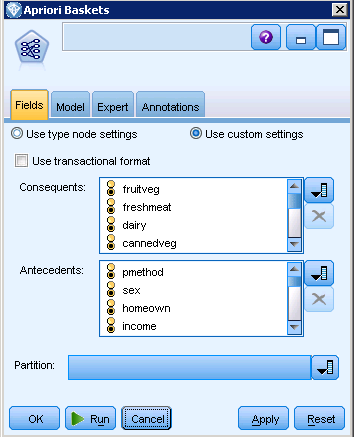 Apriori Baskets
Fields Model Expert Annotations
Use type node settings Use custom settings
Use transactional format
Consequents:
fruitveg
freshmeat
dairy
cannedveg
Antecedents:
pmethod
sex
homeown
income
Partition:
OK Run Cancel Apply Reset